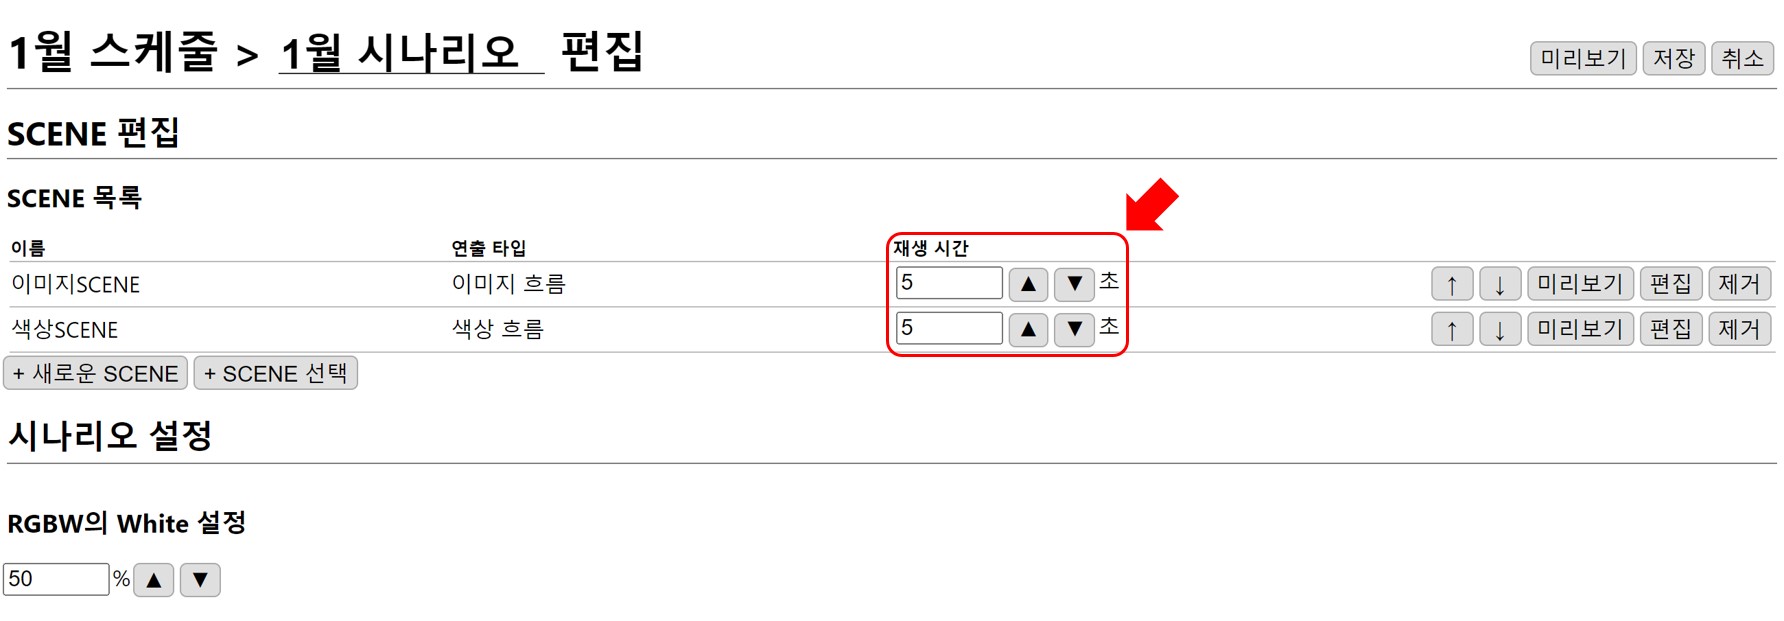 1월 스케줄 > 1월 시나리오 편집 미리보기 저장 취소
SCENE 편집
SCENE 목록
이름 연출 타입 재생 시간
이미지SCENE 이미지 흐름 5 ▲ ▼ 초 ↑ ↓ 미리보기 편집 제거
색상SCENE 색상 흐름 5 ▲ ▼ 초 ↑ ↓ 미리보기 편집 제거
+ 새로운 SCENE + SCENE 선택
시나리오 설정
RGBW의 White 설정
50 % ▲ ▼